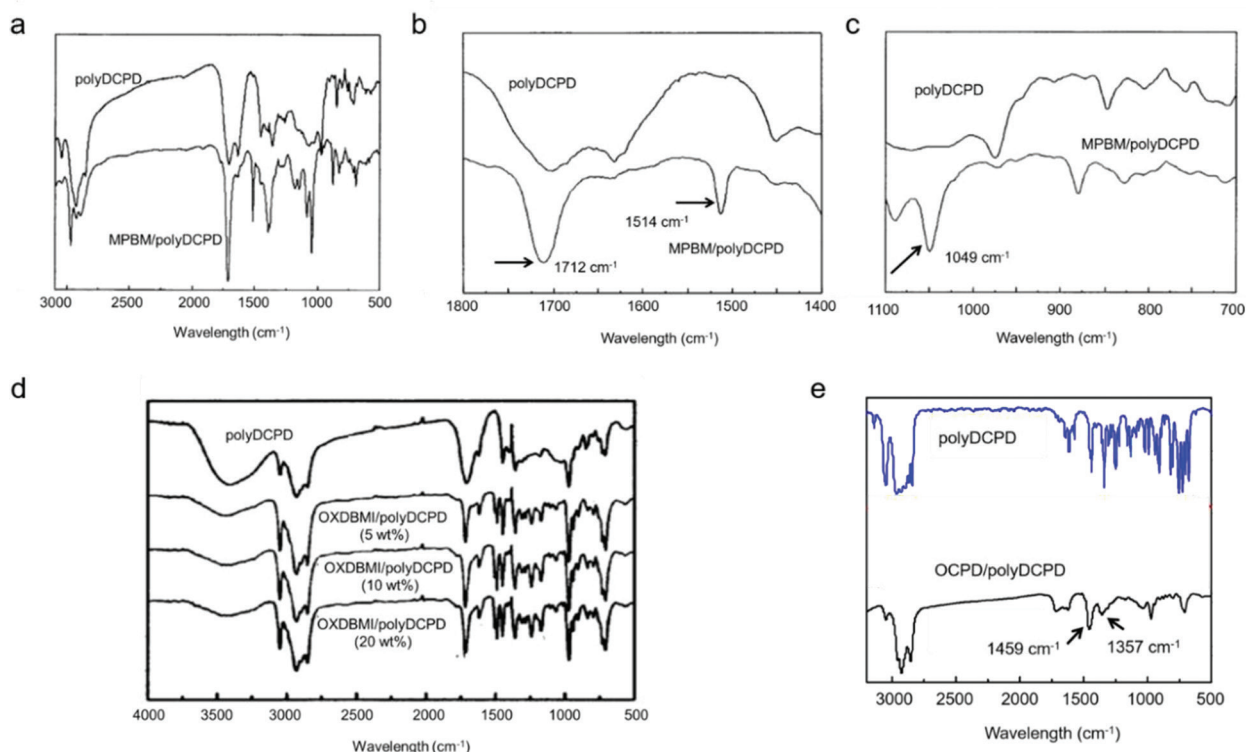 a
polyDCPD
MPBM/polyDCPD
3000 2500 2000 1500 1000 500
Wavelength (cm⁻¹)
b
polyDCPD
1514 cm⁻¹
MPBM/polyDCPD
1712 cm⁻¹
1800 1700 1600 1500 1400
Wavelength (cm⁻¹)
c
polyDCPD
MPBM/polyDCPD
1049 cm⁻¹
1100 1000 900 800 700
Wavelength (cm⁻¹)
d
polyDCPD
OXDBMI/polyDCPD
(5 wt%)
OXDBMI/polyDCPD
(10 wt%)
OXDBMI/polyDCPD
(20 wt%)
4000 3500 3000 2500 2000 1500 1000 500
Wavelength (cm⁻¹)
e
polyDCPD
OCPD/polyDCPD
1459 cm⁻¹ 1357 cm⁻¹
3000 2500 2000 1500 1000 500
Wavelength (cm⁻¹)